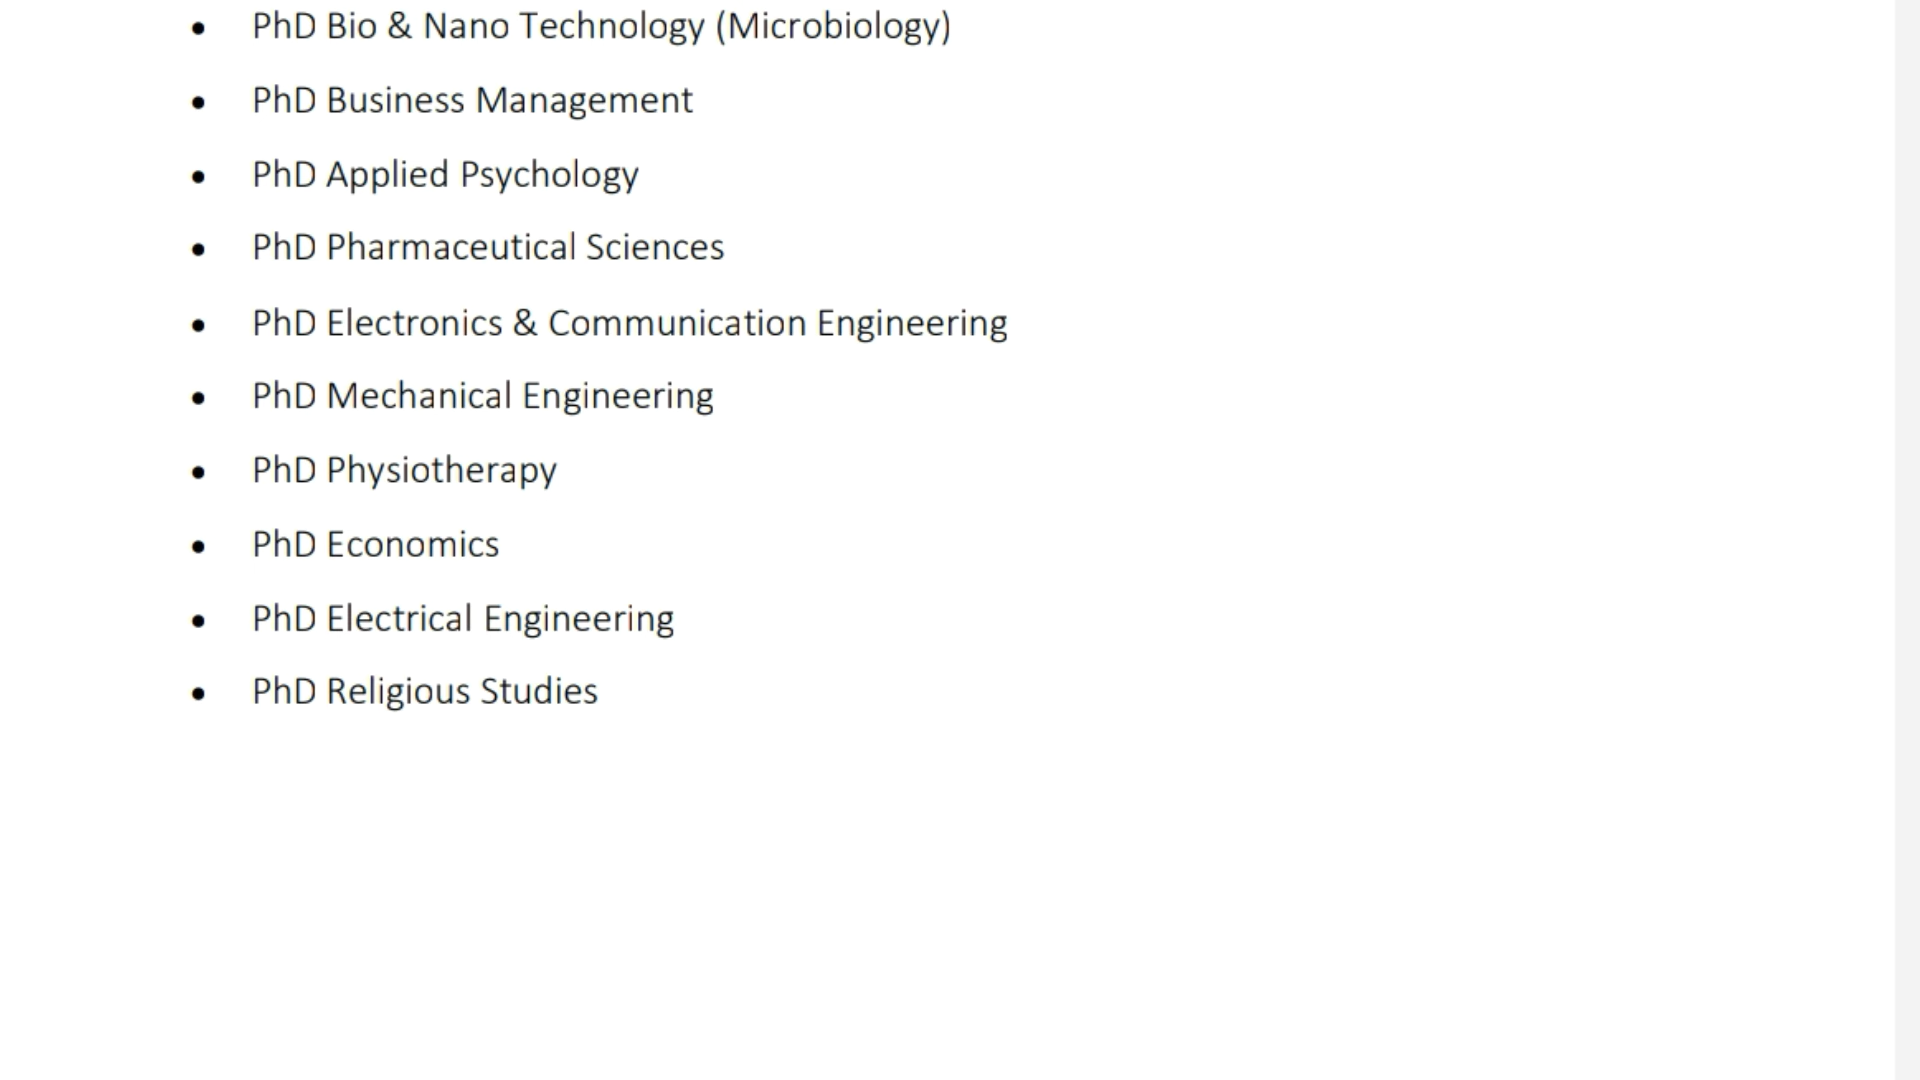 • PhD Bio & Nano Technology (Microbiology)
• PhD Business Management
• PhD Applied Psychology
• PhD Pharmaceutical Sciences
• PhD Electronics & Communication Engineering
• PhD Mechanical Engineering
• PhD Physiotherapy
• PhD Economics
• PhD Electrical Engineering
• PhD Religious Studies